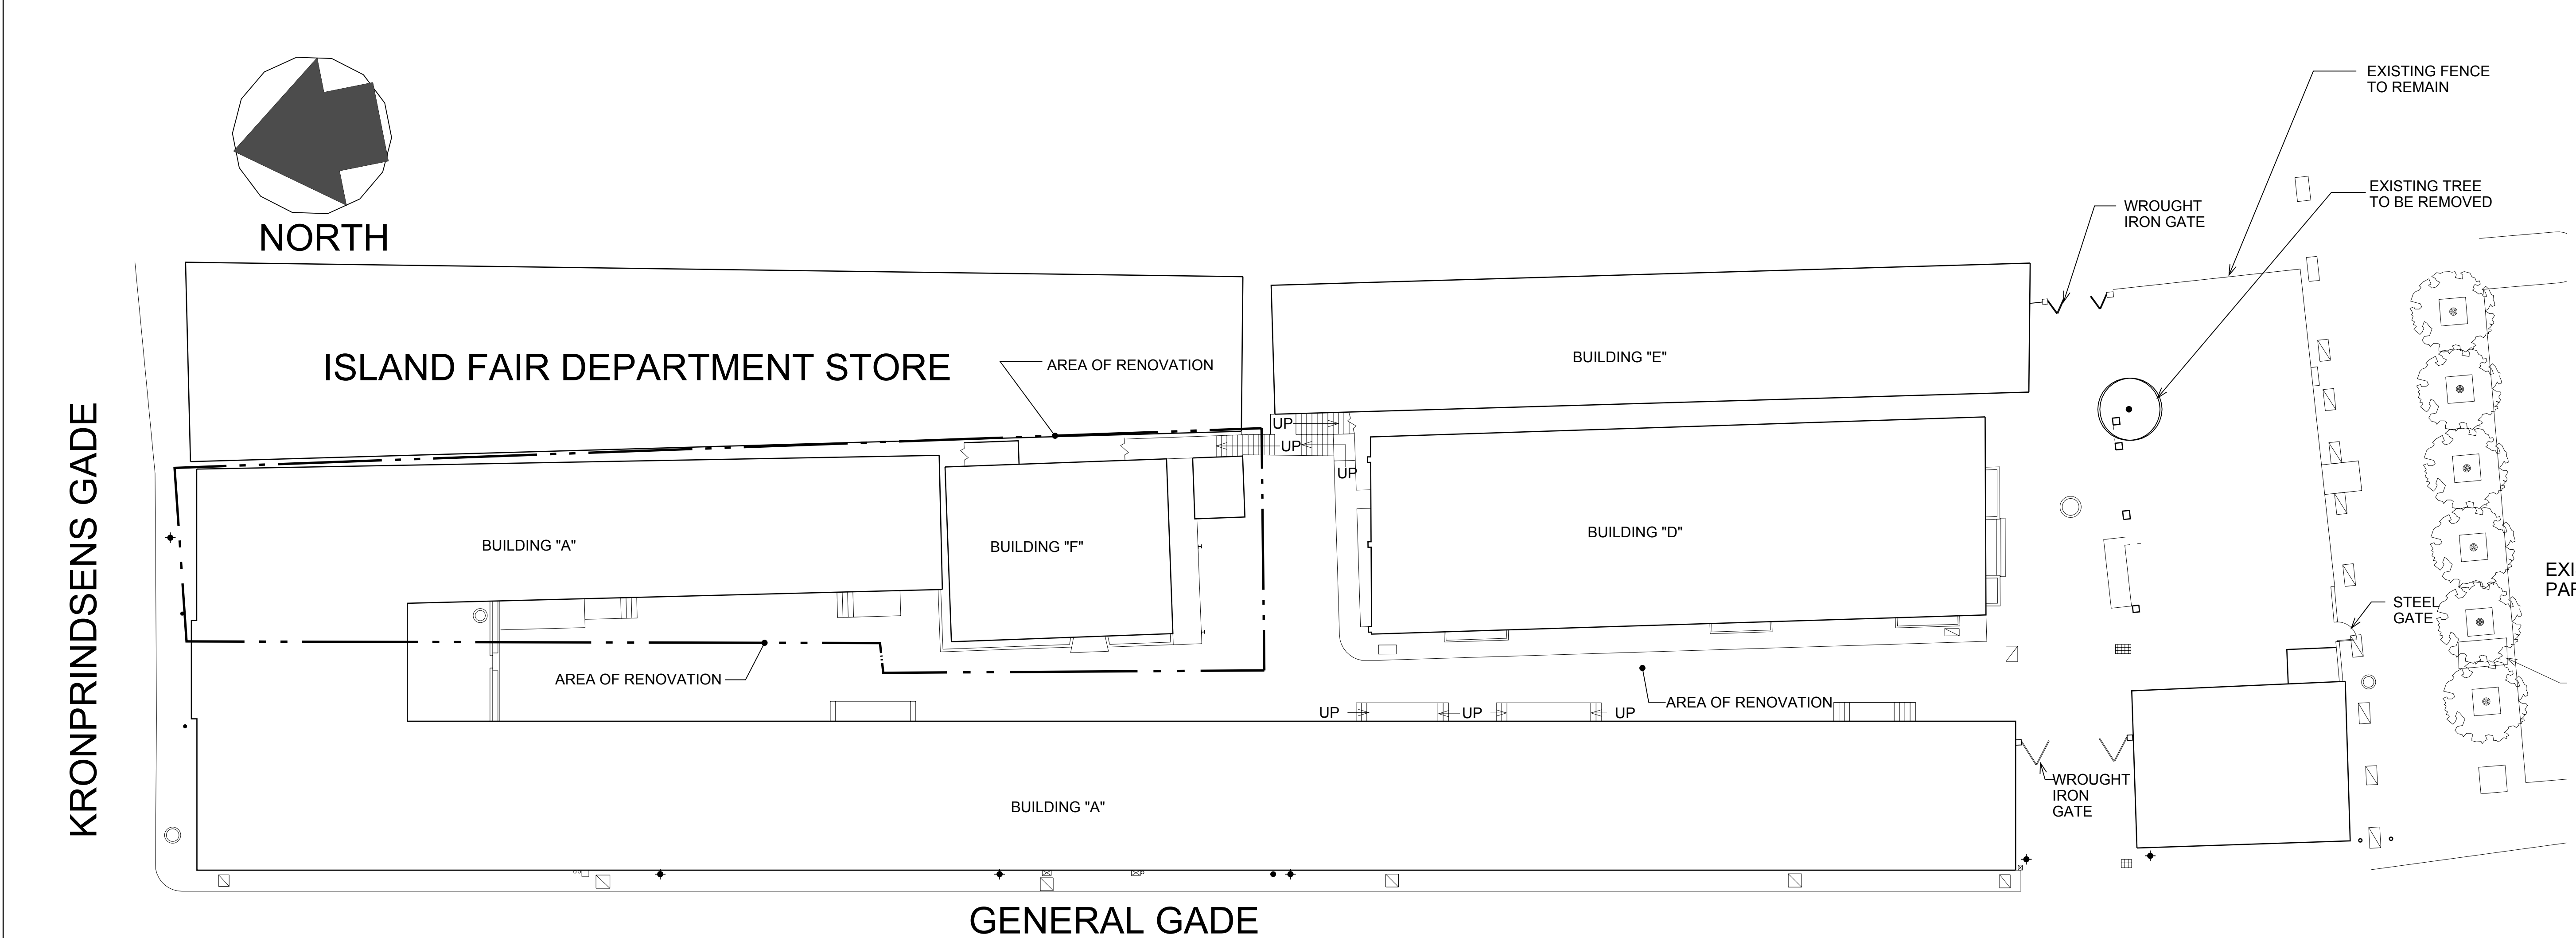 EXISTING FENCE
TO REMAIN
EXISTING TREE
TO BE REMOVED
WROUGHT
IRON GATE
NORTH
ISLAND FAIR DEPARTMENT STORE
AREA OF RENOVATION
BUILDING "E"
UP
UP
UP
KRONPRINDSENS GADE
BUILDING "A"
BUILDING "F"
BUILDING "D"
EXI
PAR
STEEL
GATE
AREA OF RENOVATION
AREA OF RENOVATION
UP
UP
UP
WROUGHT
IRON
GATE
BUILDING "A"
GENERAL GADE